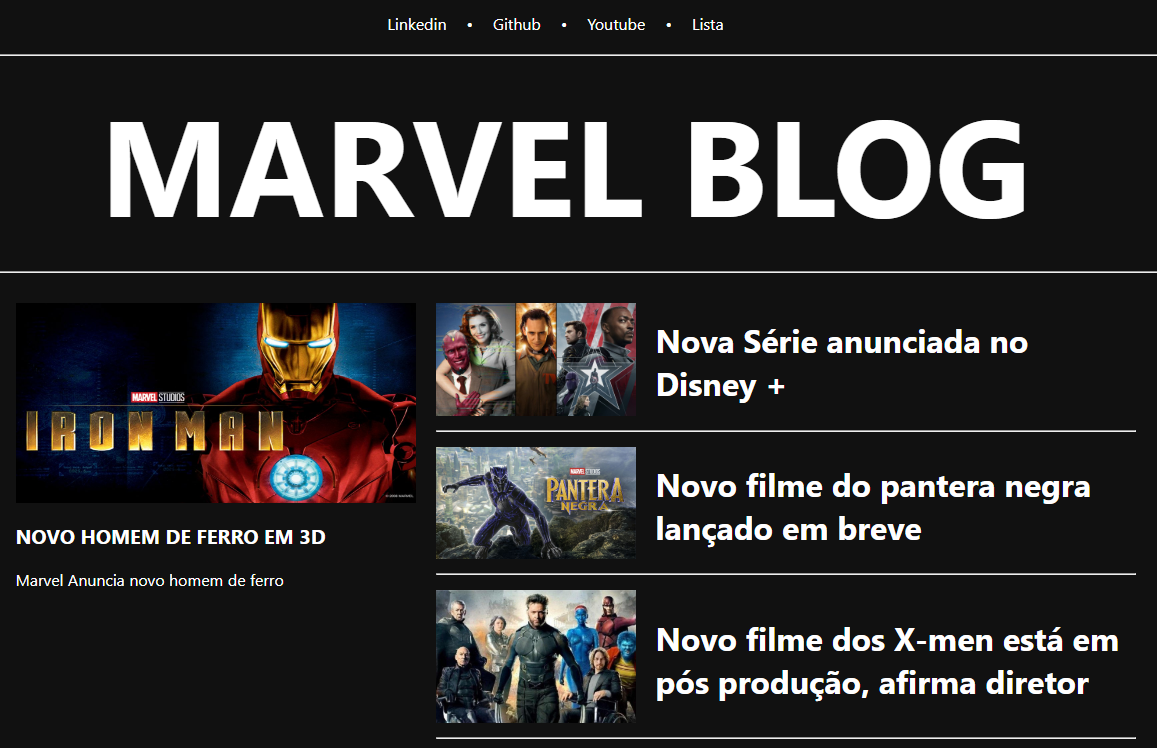 Linkedin • Github • Youtube • Lista
MARVEL BLOG
MARVEL STUDIOS
IRON MAN
© 2008 MARVEL
NOVO HOMEM DE FERRO EM 3D
Marvel Anuncia novo homem de ferro
Nova Série anunciada no
Disney +
MARVEL STUDIOS
PANTERA
NEGRA
Novo filme do pantera negra
lançado em breve
Novo filme dos X-men está em
pós produção, afirma diretor